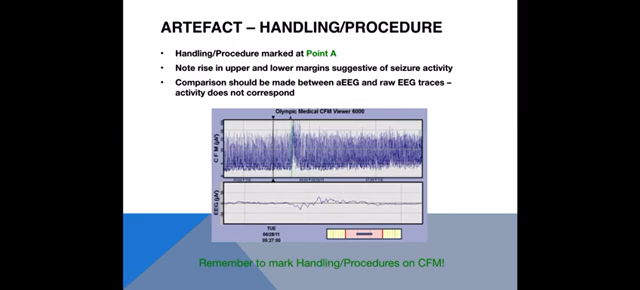 ARTEFACT – HANDLING/PROCEDURE
• Handling/Procedure marked at Point A
• Note rise in upper and lower margins suggestive of seizure activity
• Comparison should be made between aEEG and raw EEG traces –
activity does not correspond
Olympic Medical CFM Viewer 6000
A
C F M (µV)
EEG (µV)
TUE
Remember to mark Handling/Procedures on CFM!